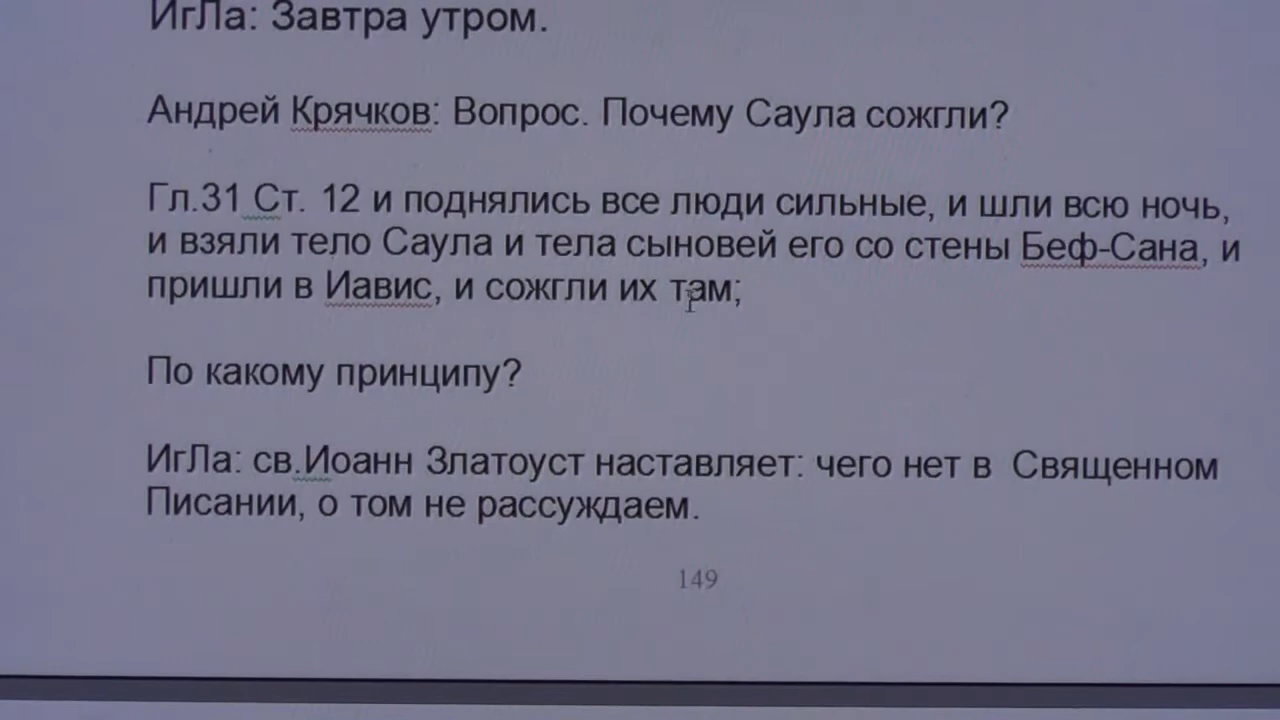 ИгЛа: Завтра утром.
Андрей Крячков: Вопрос. Почему Саула сожгли?
Гл.31 Ст. 12 и поднялись все люди сильные, и шли всю ночь,
и взяли тело Саула и тела сыновей его со стены Беф-Сана, и
пришли в Иавис, и сожгли их там;
По какому принципу?
ИгЛа: св.Иоанн Златоуст наставляет: чего нет в Священном
Писании, о том не рассуждаем.
149